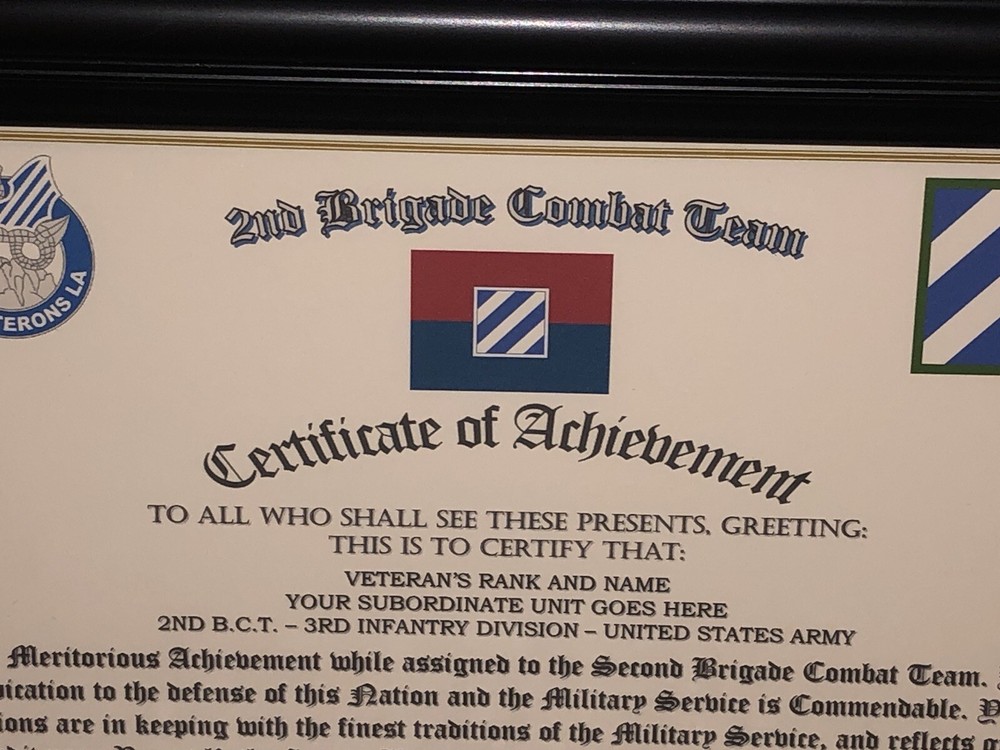 2nd Brigade Combat Team
TERONS LA
Certificate of Achievement
TO ALL WHO SHALL SEE THESE PRESENTS, GREETING:
THIS IS TO CERTIFY THAT:
VETERAN'S RANK AND NAME
YOUR SUBORDINATE UNIT GOES HERE
2ND B.C.T. – 3RD INFANTRY DIVISION – UNITED STATES ARMY
Meritorious Achievement while assigned to the Second Brigade Combat Team.
ication to the defense of this Nation and the Military Service is Commendable. Y
ions are in keeping with the finest traditions of the Military Service, and reflects